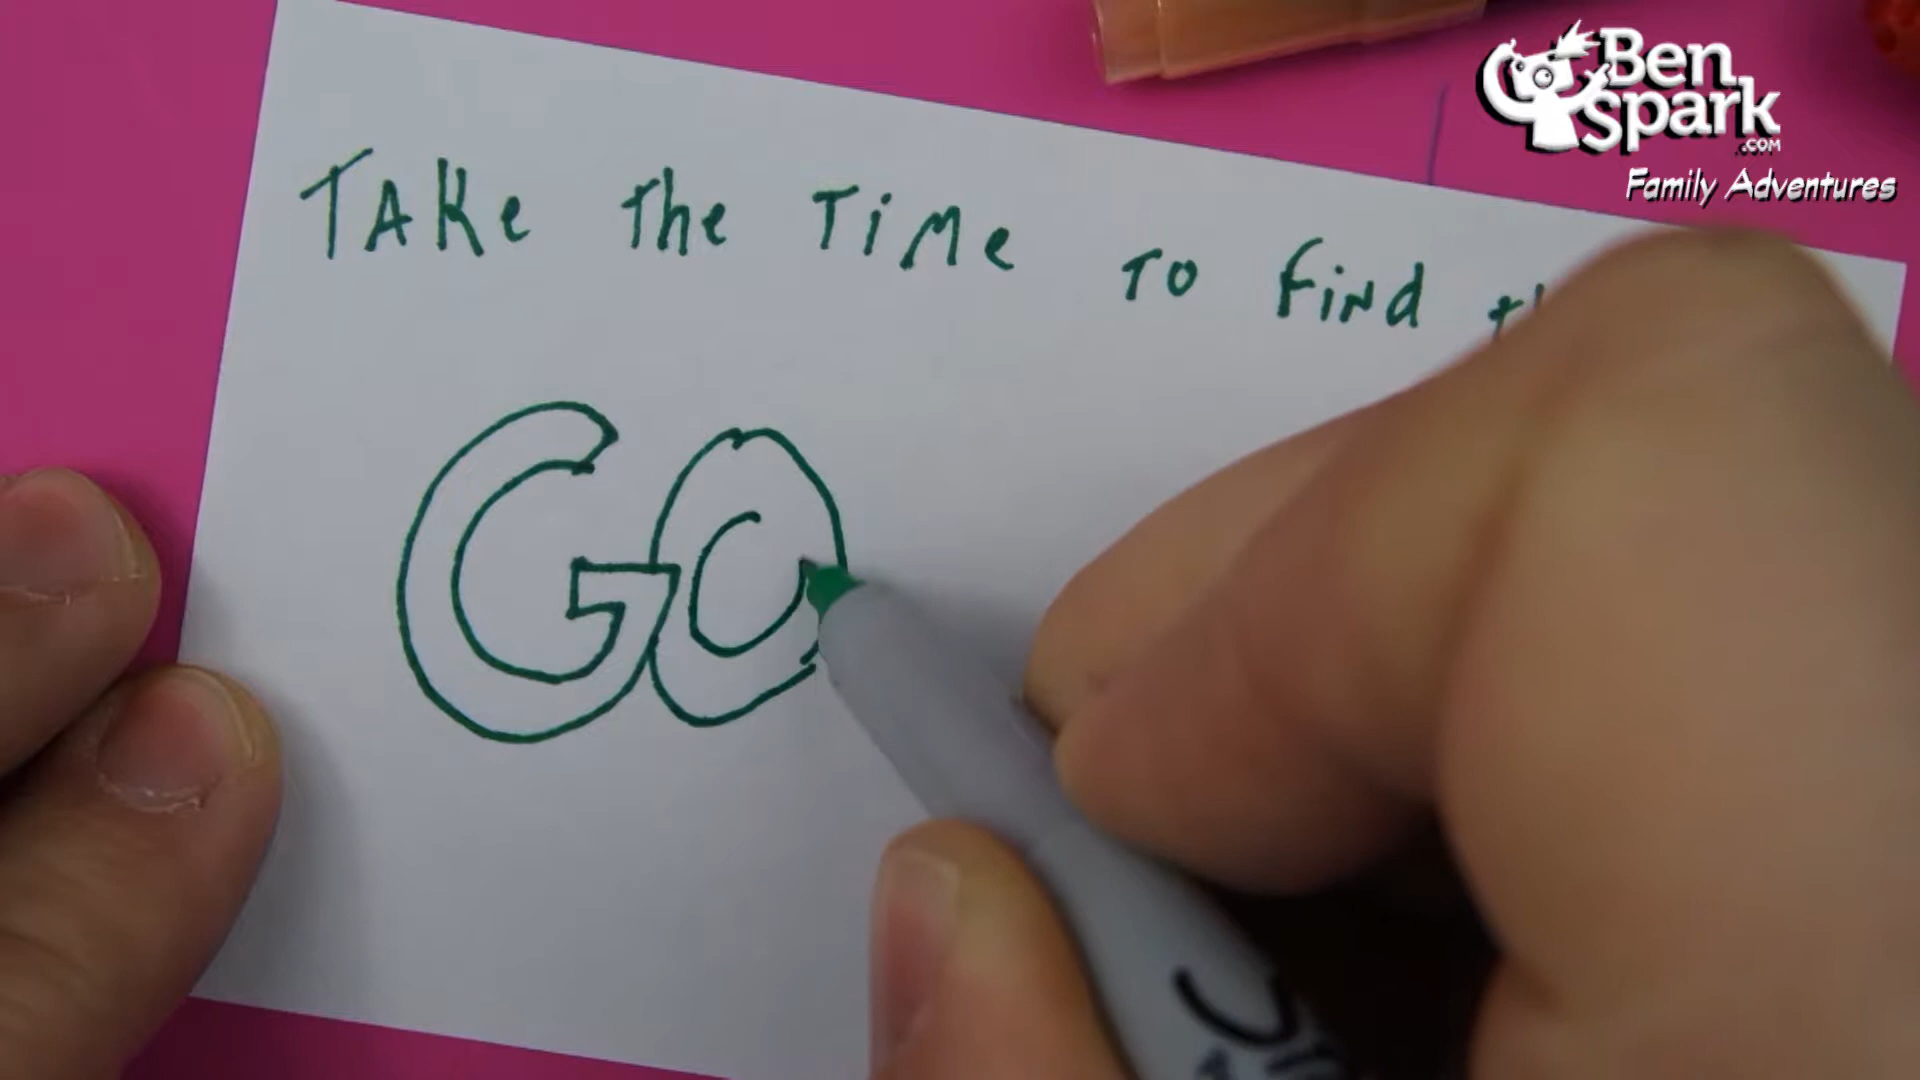 Ben
Spark
.COM
Family Adventures
TAKe the TiMe TO finD
GO